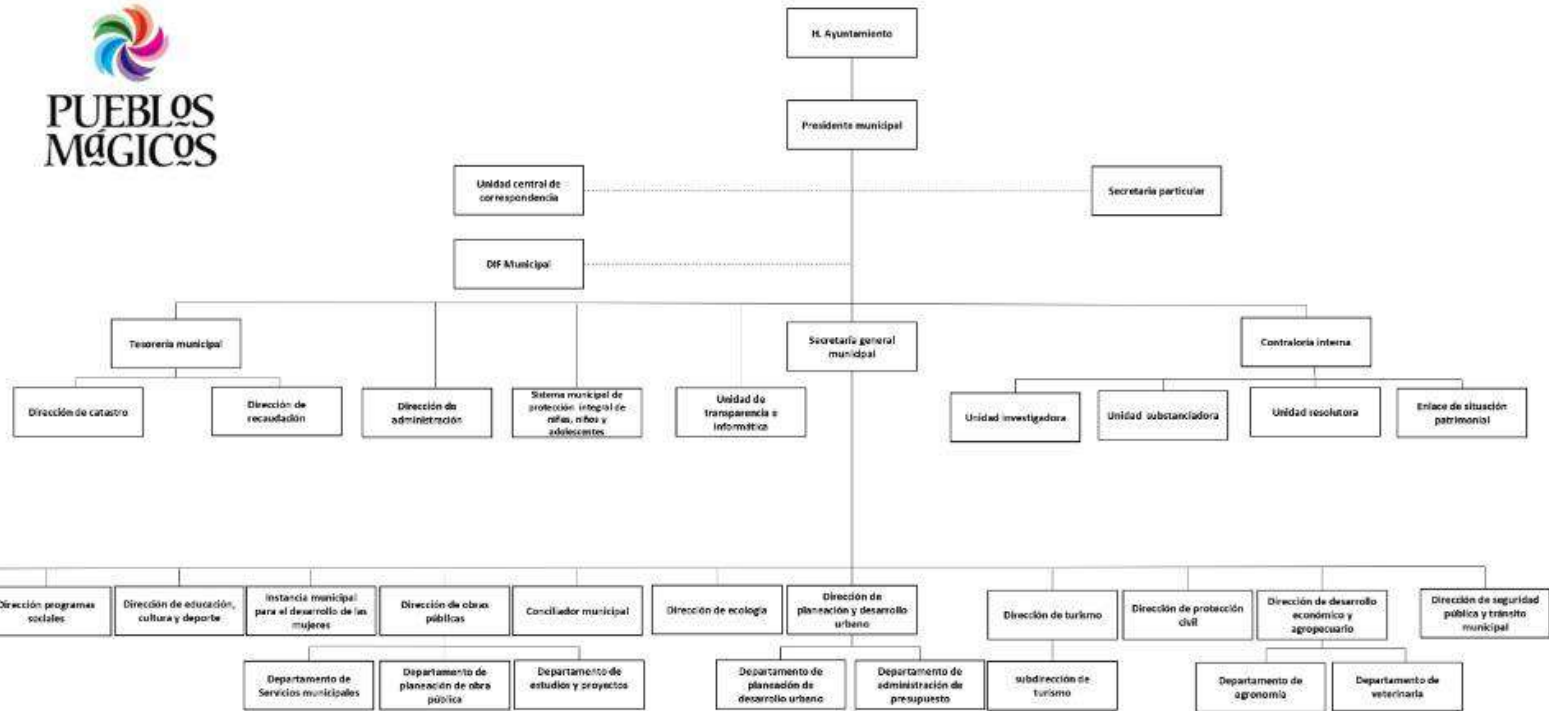 PUEBLOS
MÁGICOS
H. Ayuntamiento
Presidente municipal
Unidad central de
correspondencia
Secretaria particular
DIF Municipal
Tesorería municipal
Secretaría general
municipal
Contraloría interna
Dirección de catastro
Dirección de
recaudación
Dirección de
administración
Sistema municipal de
protección integral de
niñas, niños y
adolescentes
Unidad de
transparencia e
informática
Unidad investigadora
Unidad substanciadora
Unidad resolutora
Enlace de situación
patrimonial
Dirección programas
sociales
Dirección de educación,
cultura y deporte
Instancia municipal
para el desarrollo de las
mujeres
Dirección de obras
públicas
Conciliador municipal
Dirección de ecología
Dirección de
planeación y desarrollo
urbano
Dirección de turismo
Dirección de protección
civil
Dirección de desarrollo
económico y
agropecuario
Dirección de seguridad
pública y tránsito
municipal
Departamento de
Servicios municipales
Departamento de
planeación de obra
pública
Departamento de
estudios y proyectos
Departamento de
planeación de
desarrollo urbano
Departamento de
administración de
presupuesto
subdirección de
turismo
Departamento de
agronomía
Departamento de
veterinaria